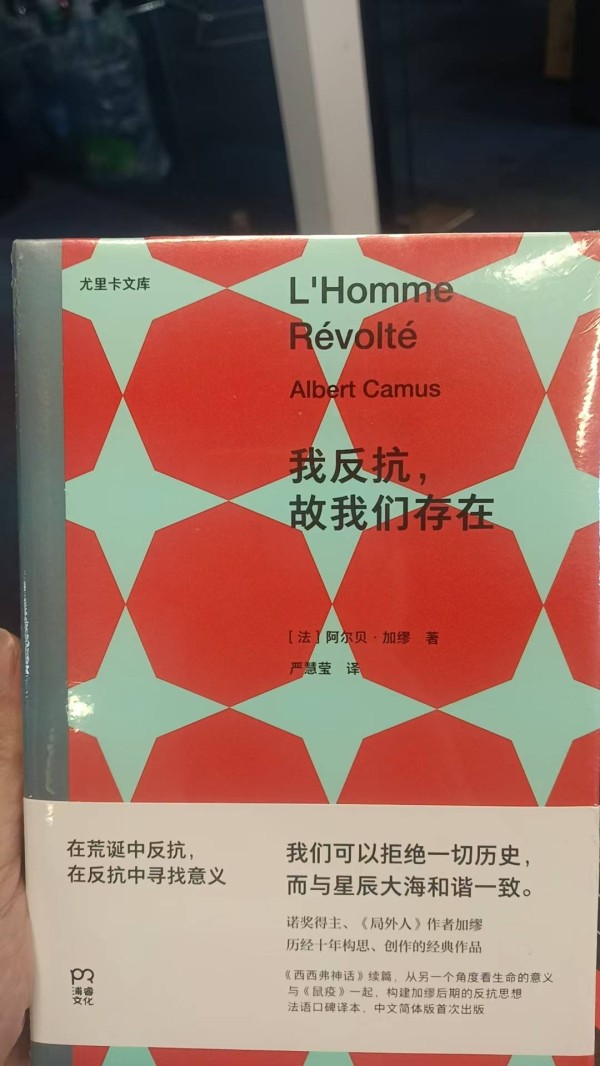 尤里卡文库
L'Homme
Révolté
Albert Camus
我反抗，
故我们存在
［法］阿尔贝·加缪 著
严慧莹 译
在荒诞中反抗，
在反抗中寻找意义
我们可以拒绝一切历史，
而与星辰大海和谐一致。
诺奖得主、《局外人》作者加缪
历经十年构思、创作的经典作品
《西西弗神话》续篇，从另一个角度看生命的意义
与《鼠疫》一起，构建加缪后期的反抗思想
法语口碑译本，中文简体版首次出版
浦睿
文化